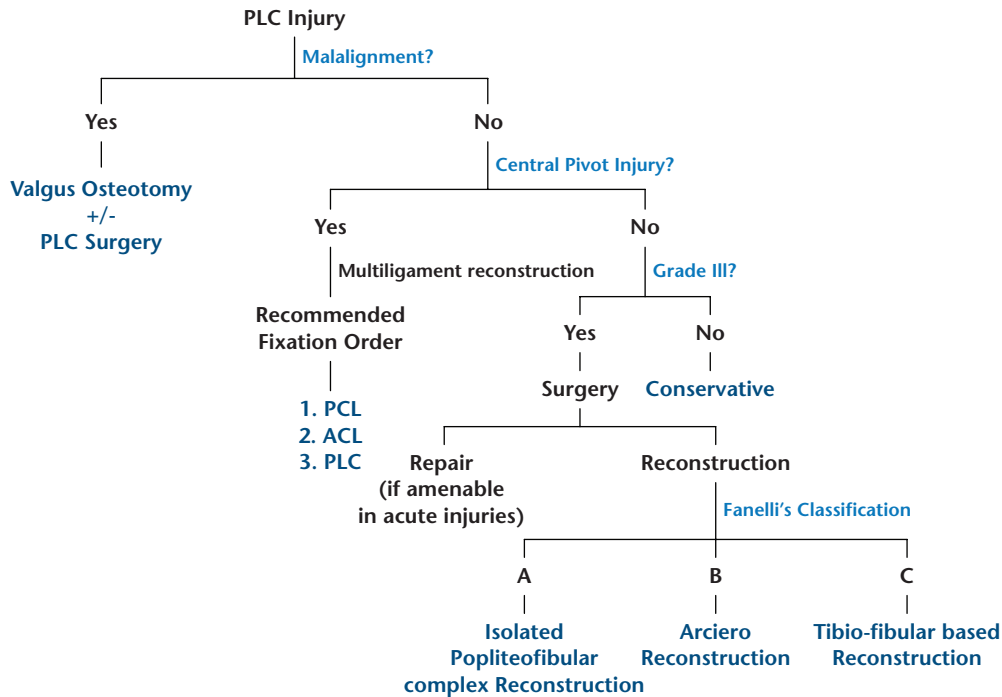 PLC Injury
Malalignment?
Yes
No
Valgus Osteotomy
+/-
PLC Surgery
Central Pivot Injury?
Yes
No
Multiligament reconstruction
Grade Ill?
Recommended
Fixation Order
Yes
No
Surgery
Conservative
1. PCL
2. ACL
3. PLC
Repair
(if amenable
in acute injuries)
Reconstruction
Fanelli’s Classification
A
B
C
Isolated
Popliteofibular
complex Reconstruction
Arciero
Reconstruction
Tibio-fibular based
Reconstruction